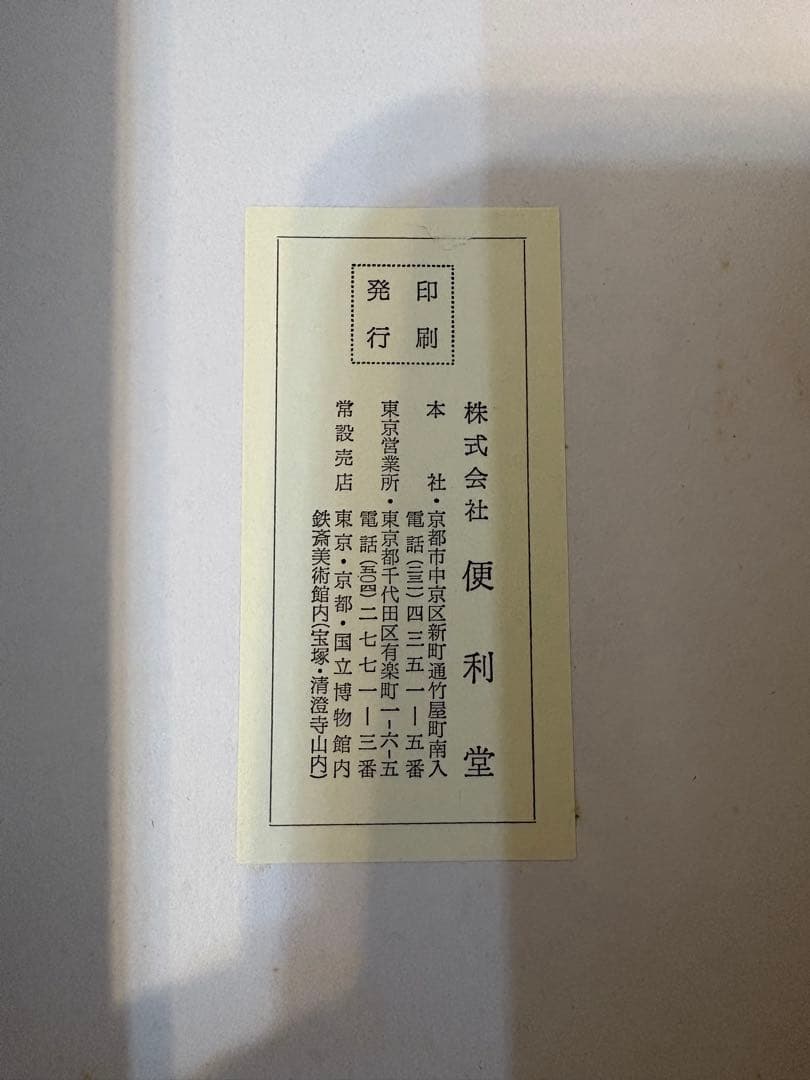 印刷
発行
株式会社 便利堂
本社・京都市中京区新町通竹屋町南入
電話(二三一)四三五一―五番
東京営業所・東京都千代田区有楽町一-六-五
電話(五〇四)二七七一―三番
常設売店 東京・京都・国立博物館内
鉄斎美術館内(宝塚・清澄寺山内)